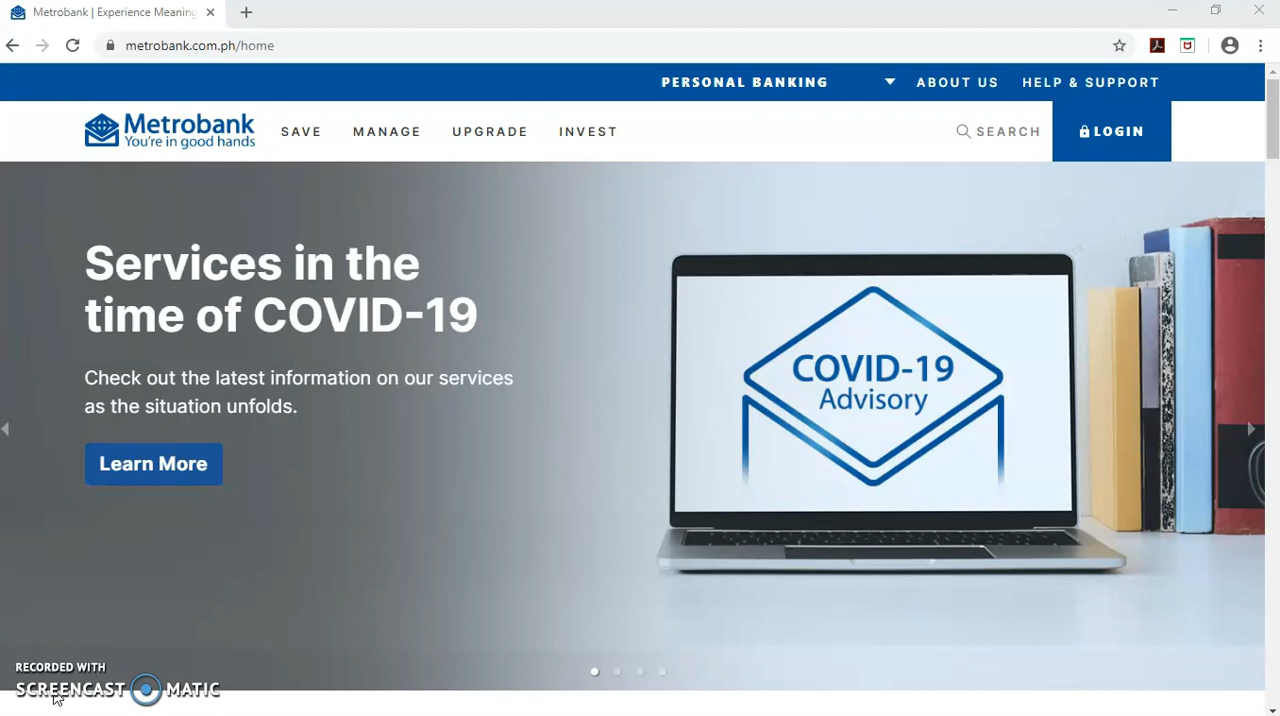 Metrobank | Experience Meaning
metrobank.com.ph/home
PERSONAL BANKING
ABOUT US
HELP & SUPPORT
Metrobank
You're in good hands
SAVE
MANAGE
UPGRADE
INVEST
SEARCH
LOGIN
Services in the
time of COVID-19
Check out the latest information on our services
as the situation unfolds.
Learn More
COVID-19
Advisory
RECORDED WITH
SCREENCAST MATIC